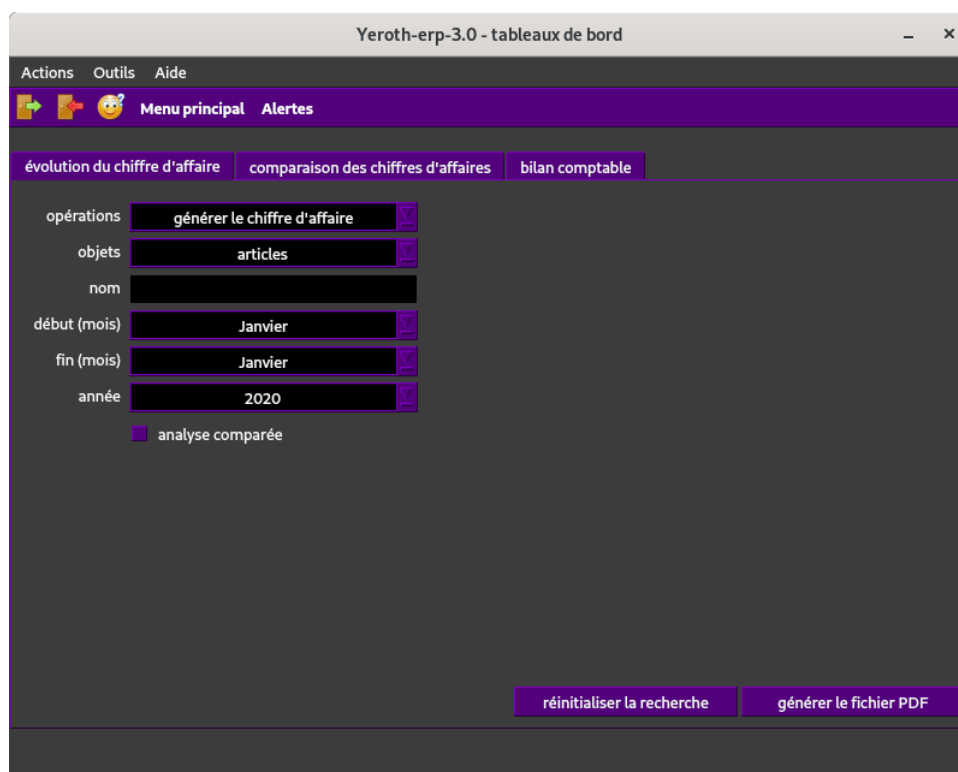 Yeroth-erp-3.0 - tableaux de bord
Actions Outils Aide
Menu principal Alertes
évolution du chiffre d'affaire comparaison des chiffres d'affaires bilan comptable
opérations générer le chiffre d'affaire
objets articles
nom
début (mois) Janvier
fin (mois) Janvier
année 2020
analyse comparée
réinitialiser la recherche générer le fichier PDF